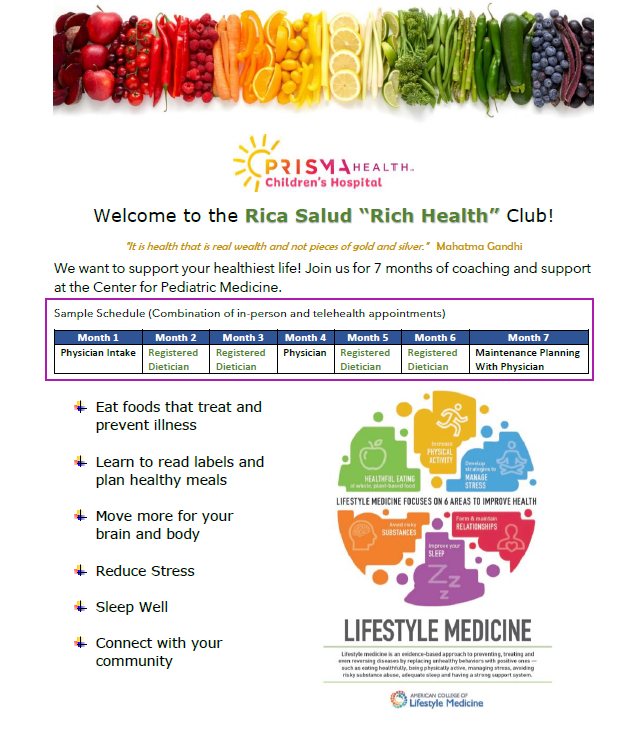 PRISMA HEALTH™
Children's Hospital
Welcome to the Rica Salud “Rich Health” Club!
"It is health that is real wealth and not pieces of gold and silver." Mahatma Gandhi
We want to support your healthiest life! Join us for 7 months of coaching and support
at the Center for Pediatric Medicine.
Sample Schedule (Combination of in-person and telehealth appointments)
Month 1 Month 2 Month 3 Month 4 Month 5 Month 6 Month 7
Physician Intake Registered Registered Physician Registered Registered Maintenance Planning
Dietician Dietician Dietician Dietician With Physician
Eat foods that treat and
prevent illness
Learn to read labels and
plan healthy meals
Move more for your
brain and body
Reduce Stress
Sleep Well
Connect with your
community
Increase
PHYSICAL
ACTIVITY
Develop
strategies to
MANAGE
STRESS
HEALTHFUL EATING
of whole, plant-based food
LIFESTYLE MEDICINE FOCUSES ON 6 AREAS TO IMPROVE HEALTH
Avoid risky
SUBSTANCES
Form & maintain
RELATIONSHIPS
Improve your
SLEEP
Z Z Z
LIFESTYLE MEDICINE
Lifestyle medicine is an evidence-based approach to preventing, treating and
even reversing diseases by replacing unhealthy behaviors with positive ones —
such as eating healthfully, being physically active, managing stress, avoiding
risky substance abuse, adequate sleep and having a strong support system.
AMERICAN COLLEGE OF
Lifestyle Medicine